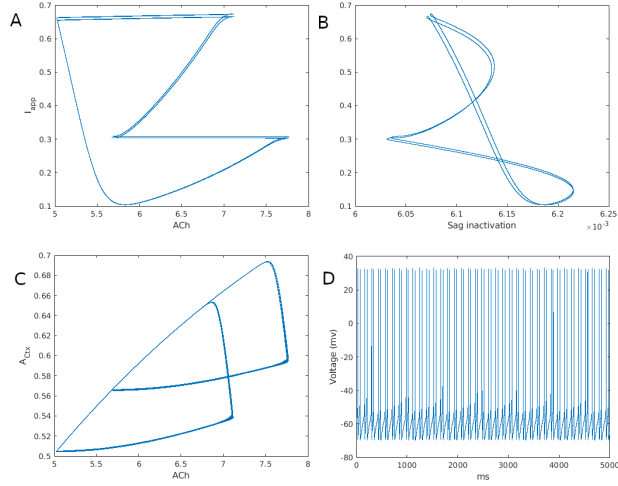 A
0.7
0.6
0.5
0.4
0.3
0.2
0.1
I_app
5 5.5 6 6.5 7 7.5 8
ACh
B
0.7
0.6
0.5
0.4
0.3
0.2
0.1
6 6.05 6.1 6.15 6.2 6.25
Sag inactivation
×10^-3
C
0.7
0.68
0.66
0.64
0.62
0.6
0.58
0.56
0.54
0.52
0.5
A_Ctx
5 5.5 6 6.5 7 7.5 8
ACh
D
40
20
0
-20
-40
-60
-80
Voltage (mv)
0 1000 2000 3000 4000 5000
ms